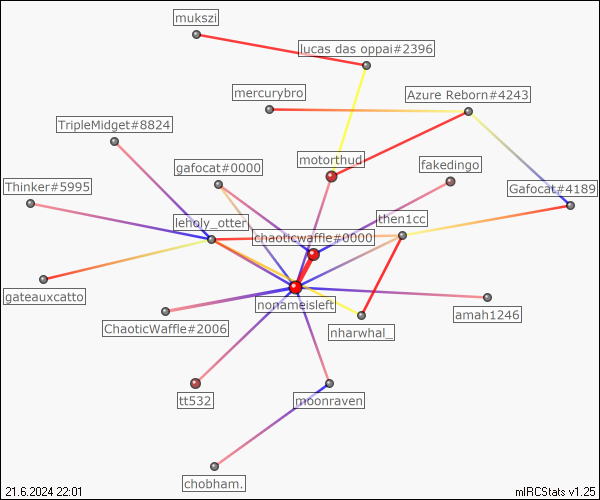 mukszi
lucas das oppai#2396
mercurybro
Azure Reborn#4243
TripleMidget#8824
motorthud
fakedingo
gafocat#0000
Thinker#5995
Gafocat#4189
leholy_otter
then1cc
chaoticwaffle#0000
gateauxcatto
nonameisleft
amah1246
ChaoticWaffle#2006
nharwhal_
tt532
moonraven
chobham.
21.6.2024 22:01
mIRCStats v1.25